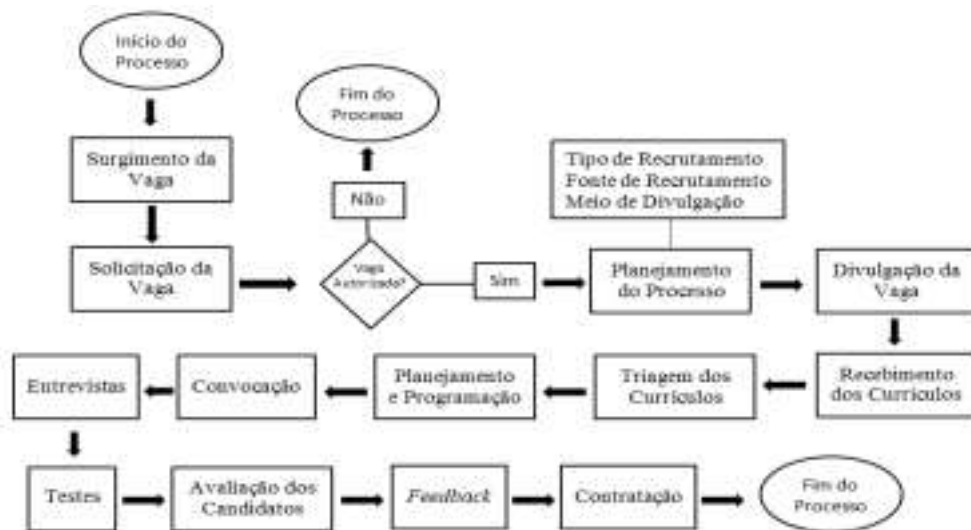 Início do
Processo
Surgimento da
Vaga
Solicitação da
Vaga
Fim do
Processo
Não
Vaga
Autorizada?
Sim
Tipo de Recrutamento
Fonte de Recrutamento
Meio de Divulgação
Planejamento
do Processo
Divulgação da
Vaga
Recebimento
dos Currículos
Triagem dos
Currículos
Planejamento
e Programação
Convocação
Entrevistas
Testes
Avaliação dos
Candidatos
Feedback
Contratação
Fim do
Processo